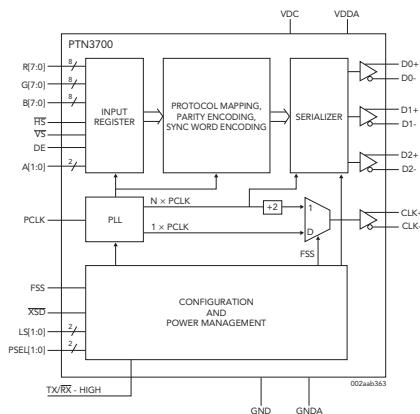 VDC VDDA
PTN3700
R[7:0] 8
G[7:0] 8
B[7:0] 8
HS
VS
DE
A[1:0] 2
INPUT
REGISTER
PROTOCOL MAPPING,
PARITY ENCODING,
SYNC WORD ENCODING
SERIALIZER
D0+
D0-
D1+
D1-
D2+
D2-
PCLK
PLL
N × PCLK
1 × PCLK
+2
1
D
FSS
CLK+
CLK-
FSS
XSD
LS[1:0] 2
PSEL[1:0] 2
CONFIGURATION
AND
POWER MANAGEMENT
TX/RX - HIGH
002aab363
GND GNDA